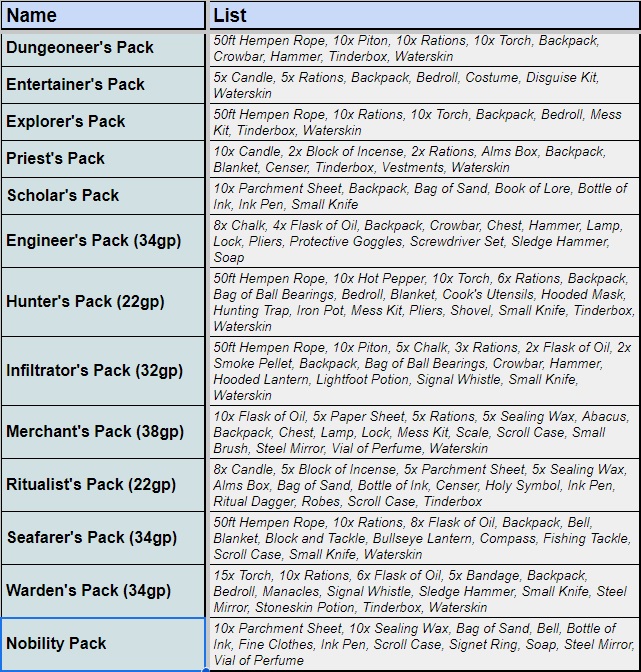 Name
List
Dungeoneer's Pack
50ft Hempen Rope, 10x Piton, 10x Rations, 10x Torch, Backpack,
Crowbar, Hammer, Tinderbox, Waterskin
Entertainer's Pack
5x Candle, 5x Rations, Backpack, Bedroll, Costume, Disguise Kit,
Waterskin
Explorer's Pack
50ft Hempen Rope, 10x Rations, 10x Torch, Backpack, Bedroll, Mess
Kit, Tinderbox, Waterskin
Priest's Pack
10x Candle, 2x Block of Incense, 2x Rations, Alms Box, Backpack,
Blanket, Censer, Tinderbox, Vestments, Waterskin
Scholar's Pack
10x Parchment Sheet, Backpack, Bag of Sand, Book of Lore, Bottle of
Ink, Ink Pen, Small Knife
Engineer's Pack (34gp)
8x Chalk, 4x Flask of Oil, Backpack, Crowbar, Chest, Hammer, Lamp,
Lock, Pliers, Protective Goggles, Screwdriver Set, Sledge Hammer,
Soap
Hunter's Pack (22gp)
50ft Hempen Rope, 10x Hot Pepper, 10x Torch, 6x Rations, Backpack,
Bag of Ball Bearings, Bedroll, Blanket, Cook's Utensils, Hooded Mask,
Hunting Trap, Iron Pot, Mess Kit, Pliers, Shovel, Small Knife, Tinderbox,
Waterskin
Infiltrator's Pack (32gp)
50ft Hempen Rope, 10x Piton, 5x Chalk, 3x Rations, 2x Flask of Oil, 2x
Smoke Pellet, Backpack, Bag of Ball Bearings, Crowbar, Hammer,
Hooded Lantern, Lightfoot Potion, Signal Whistle, Small Knife,
Waterskin
Merchant's Pack (38gp)
10x Flask of Oil, 5x Paper Sheet, 5x Rations, 5x Sealing Wax, Abacus,
Backpack, Chest, Lamp, Lock, Mess Kit, Scale, Scroll Case, Small
Brush, Steel Mirror, Vial of Perfume, Waterskin
Ritualist's Pack (22gp)
8x Candle, 5x Block of Incense, 5x Parchment Sheet, 5x Sealing Wax,
Alms Box, Bag of Sand, Bottle of Ink, Censer, Holy Symbol, Ink Pen,
Ritual Dagger, Robes, Scroll Case, Tinderbox
Seafarer's Pack (34gp)
50ft Hempen Rope, 10x Rations, 8x Flask of Oil, Backpack, Bell,
Blanket, Block and Tackle, Bullseye Lantern, Compass, Fishing Tackle,
Scroll Case, Small Knife, Waterskin
Warden's Pack (34gp)
15x Torch, 10x Rations, 6x Flask of Oil, 5x Bandage, Backpack,
Bedroll, Manacles, Signal Whistle, Sledge Hammer, Small Knife, Steel
Mirror, Stoneskin Potion, Tinderbox, Waterskin
Nobility Pack
10x Parchment Sheet, 10x Sealing Wax, Bag of Sand, Bell, Bottle of
Ink, Fine Clothes, Ink Pen, Scroll Case, Signet Ring, Soap, Steel Mirror,
Vial of Perfume